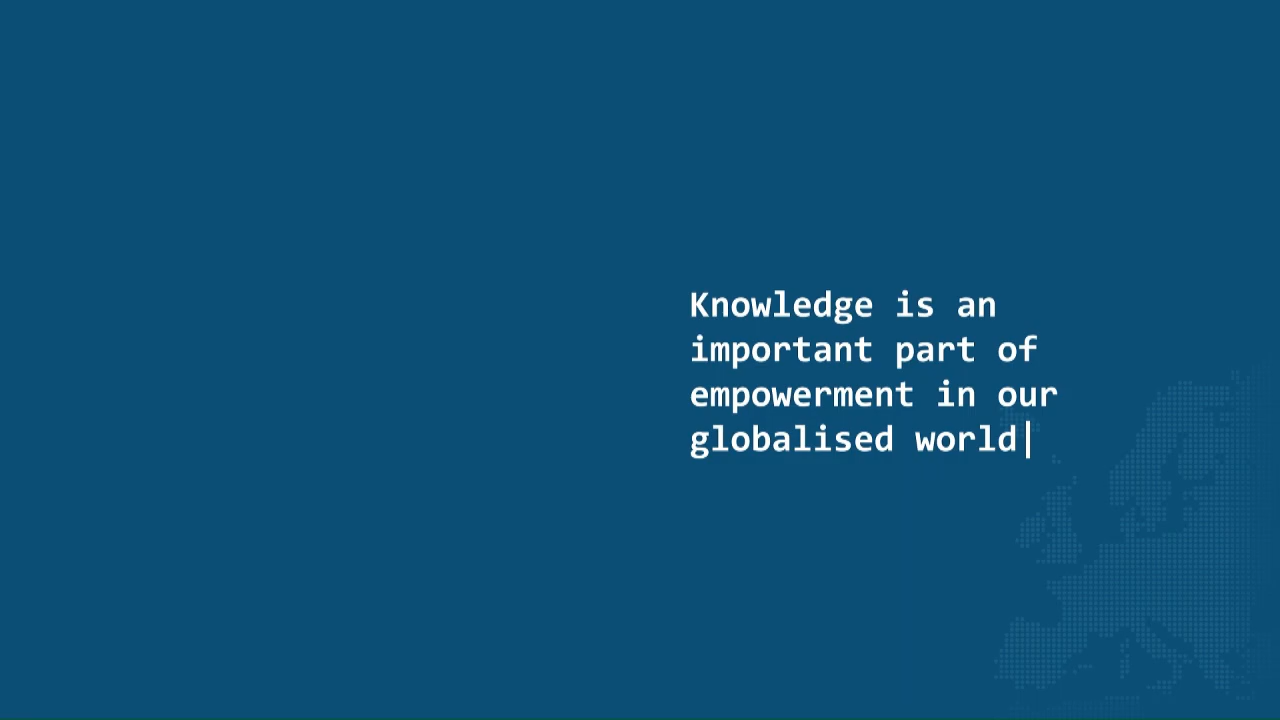 Knowledge is an
important part of
empowerment in our
globalised world